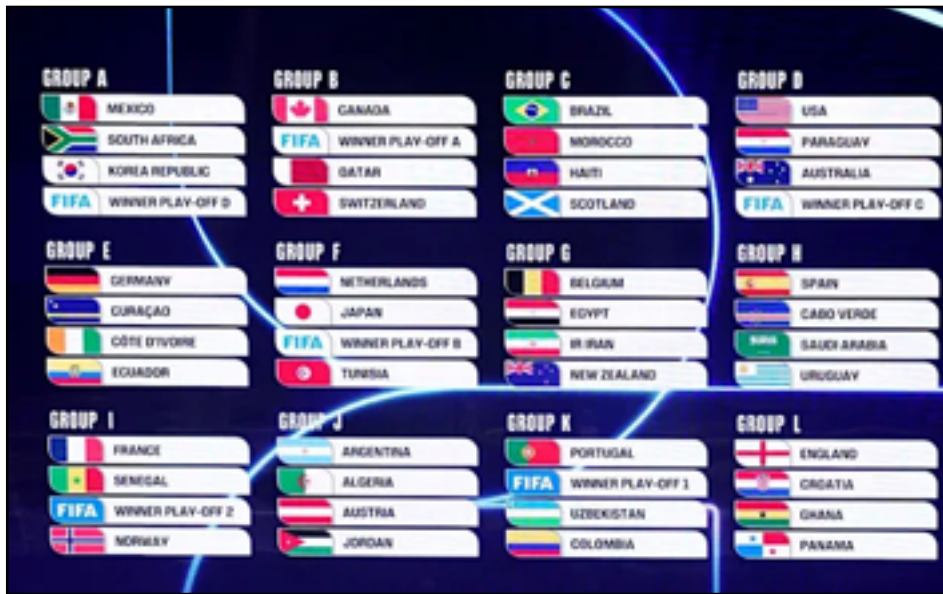 GROUP A
MEXICO
SOUTH AFRICA
KOREA REPUBLIC
FIFA WINNER PLAY-OFF D
GROUP B
CANADA
FIFA WINNER PLAY-OFF A
QATAR
SWITZERLAND
GROUP C
BRAZIL
MOROCCO
HAITI
SCOTLAND
GROUP D
USA
PARAGUAY
AUSTRALIA
FIFA WINNER PLAY-OFF C
GROUP E
GERMANY
CURAÇAO
CÔTE D'IVOIRE
ECUADOR
GROUP F
NETHERLANDS
JAPAN
FIFA WINNER PLAY-OFF B
TUNISIA
GROUP G
BELGIUM
EGYPT
IR IRAN
NEW ZEALAND
GROUP H
SPAIN
CABO VERDE
SAUDI ARABIA
URUGUAY
GROUP I
FRANCE
SENEGAL
FIFA WINNER PLAY-OFF 2
NORWAY
GROUP J
ARGENTINA
ALGERIA
AUSTRIA
JORDAN
GROUP K
PORTUGAL
FIFA WINNER PLAY-OFF 1
UZBEKISTAN
COLOMBIA
GROUP L
ENGLAND
CROATIA
GHANA
PANAMA